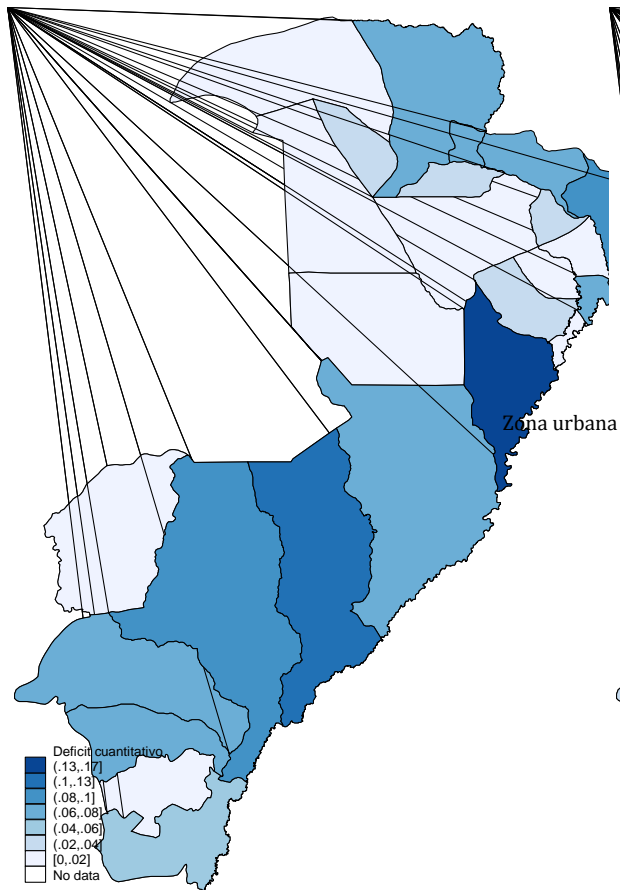 Zona urbana
Deficit cuantitativo
(.13,.17]
(.1,.13]
(.08,.1]
(.06,.08]
(.04,.06]
(.02,.04]
[0,.02]
No data